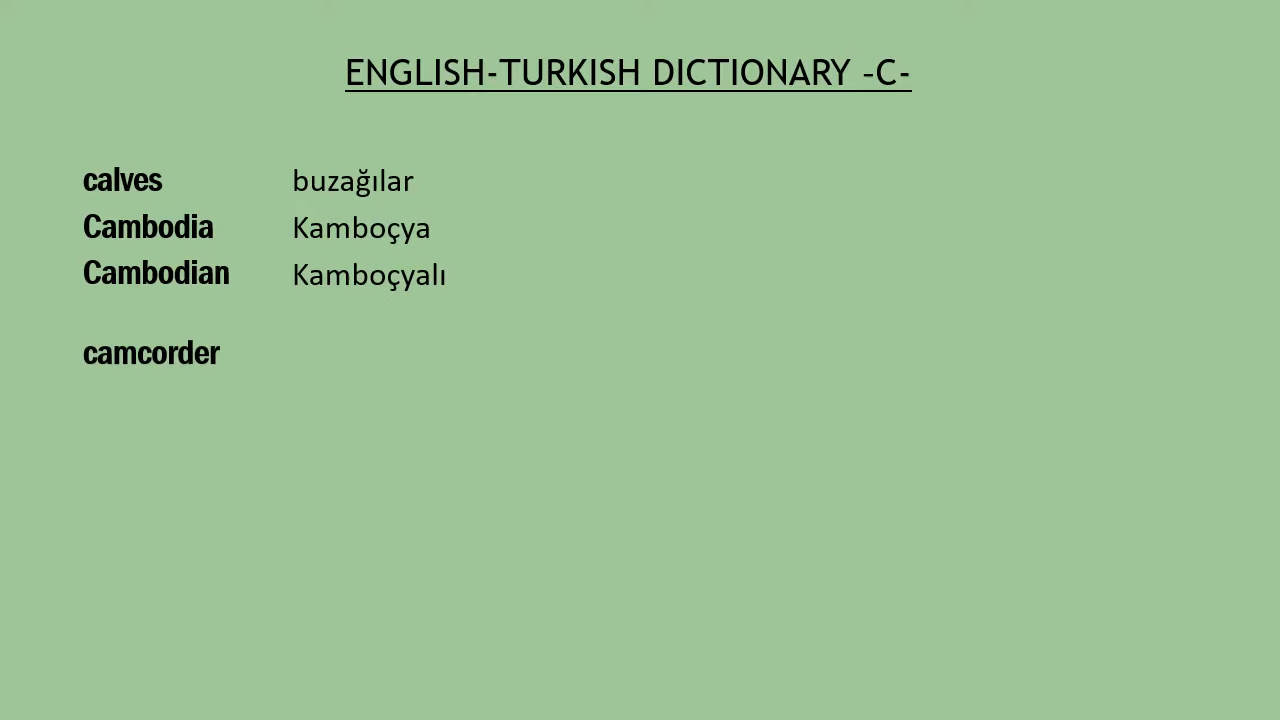 ENGLISH-TURKISH DICTIONARY –C-
calves buzağılar
Cambodia Kamboçya
Cambodian Kamboçyalı
camcorder